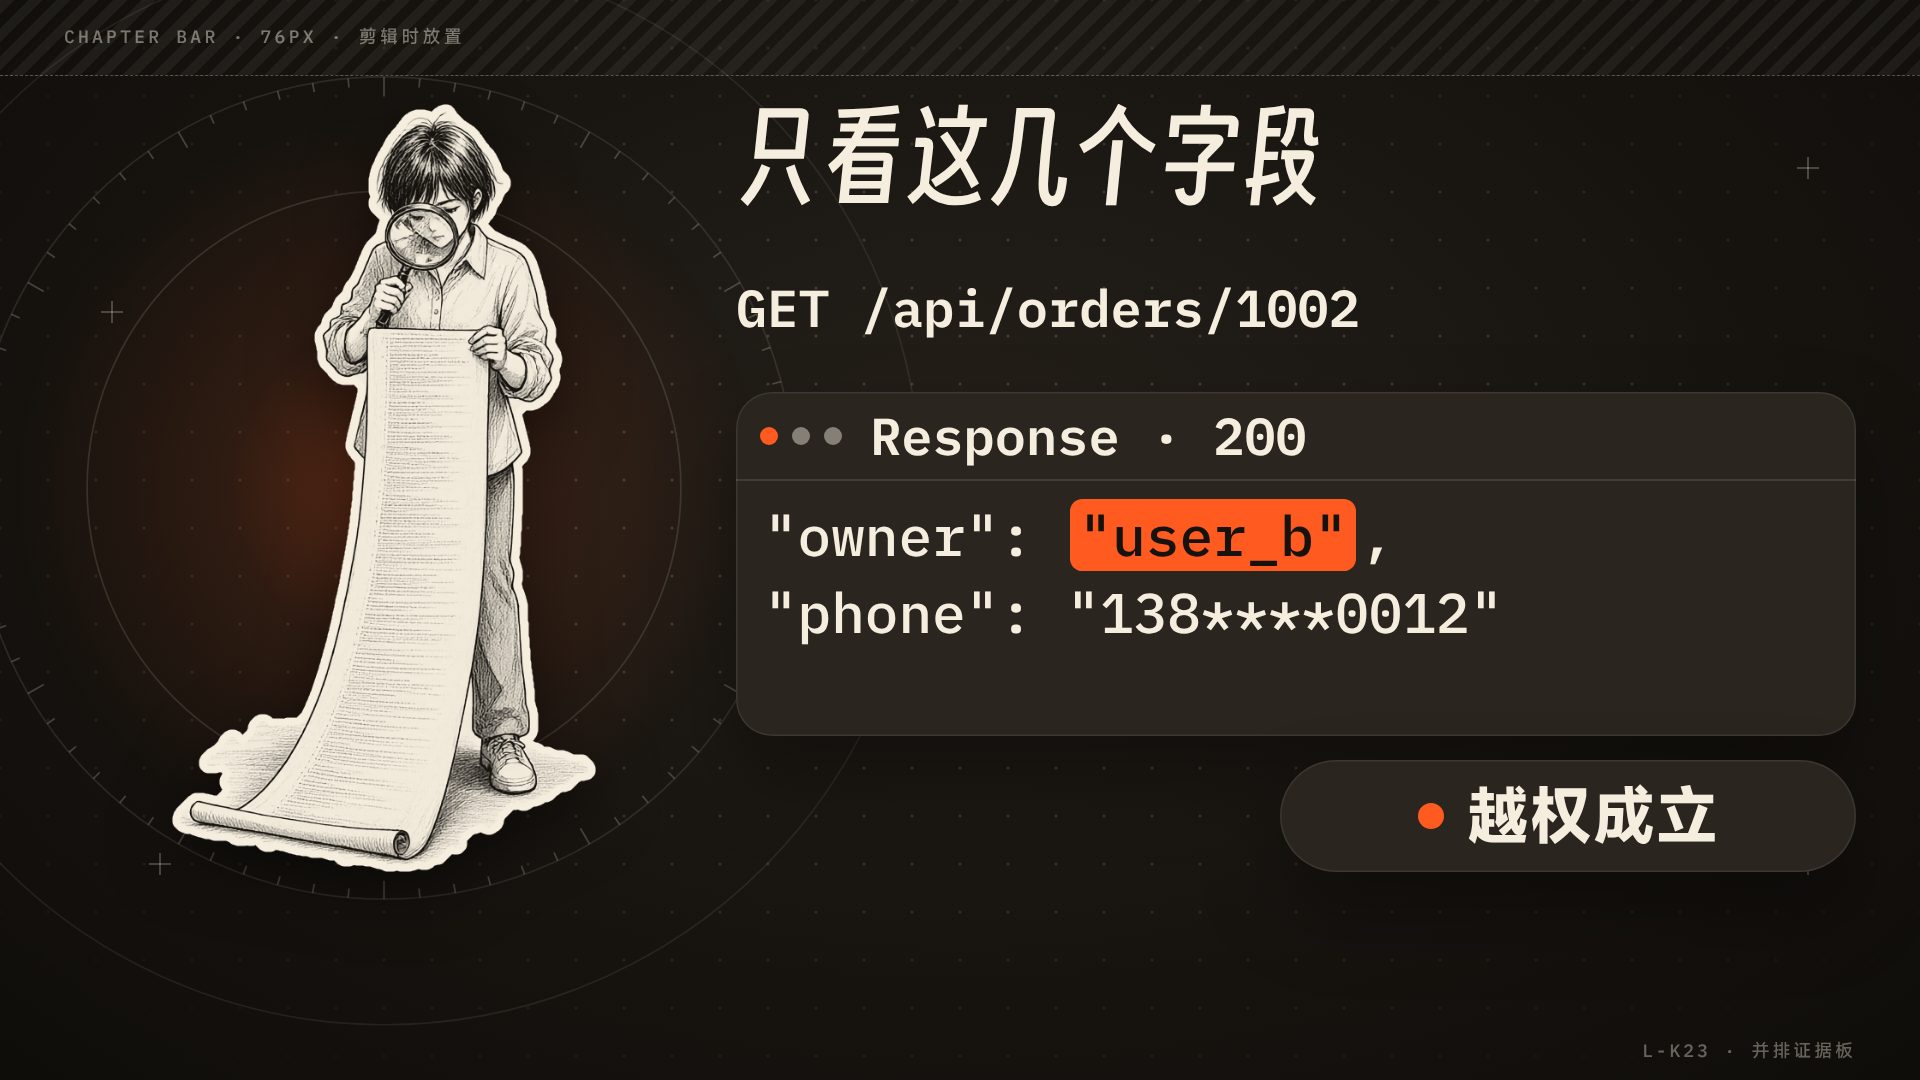 CHAPTER BAR · 76PX · 剪辑时放置
只看这几个字段
GET /api/orders/1002
Response · 200
"owner": "user_b",
"phone": "138****0012"
越权成立
L-K23 · 并排证据板